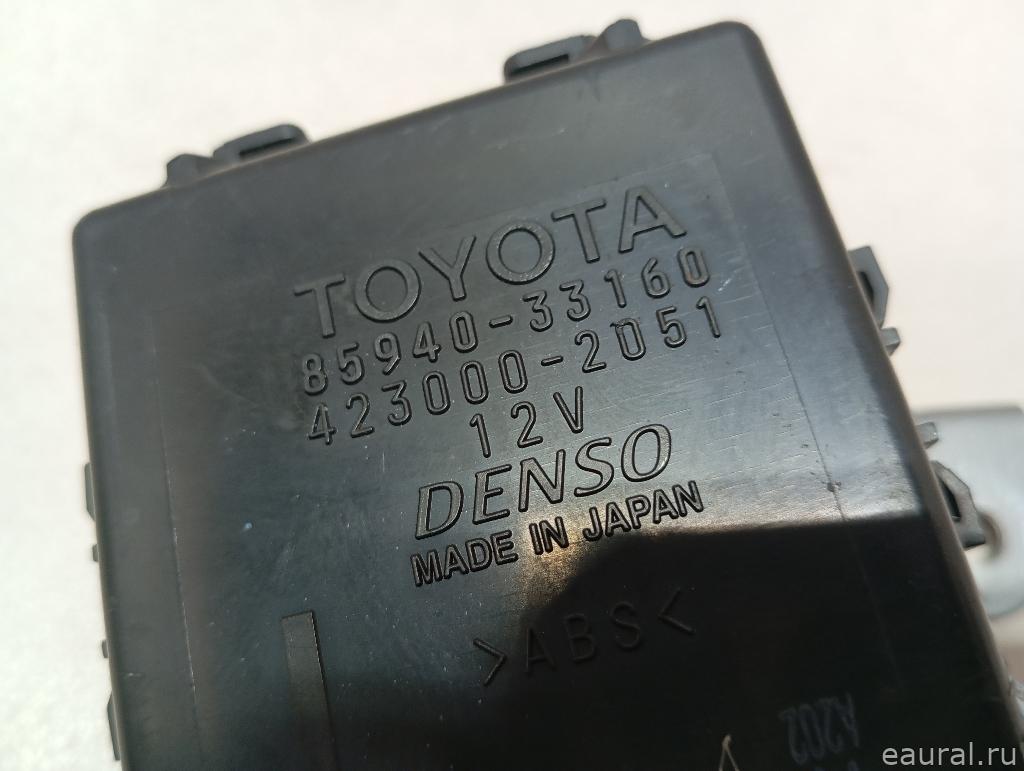 TOYOTA
85940-33160
423000-2051
12V
DENSO
MADE IN JAPAN
>ABS<
A202
eaural.ru